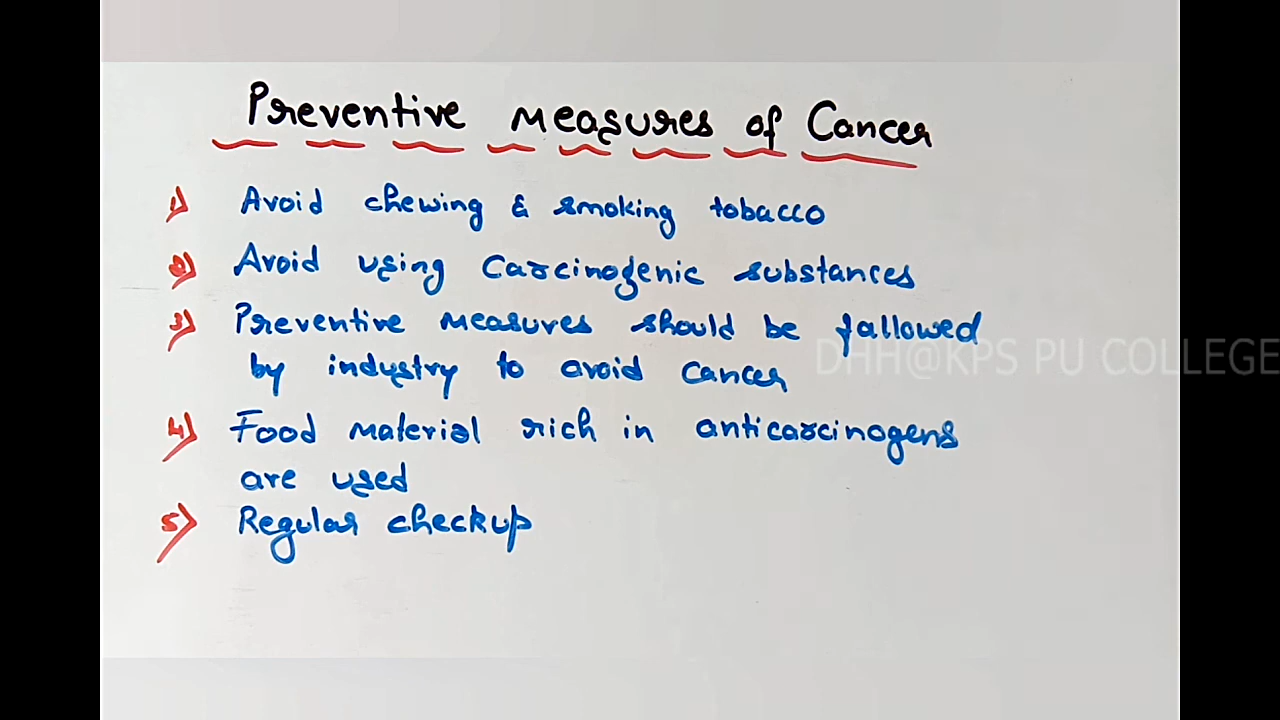 Preventive measures of Cancer
1) Avoid chewing & smoking tobacco
2) Avoid using Carcinogenic substances
3) Preventive measures should be fallowed
by industry to avoid cancer
DHH@KPS PU COLLEGE
4) Food material rich in anticarcinogens
are used
5) Regular checkup